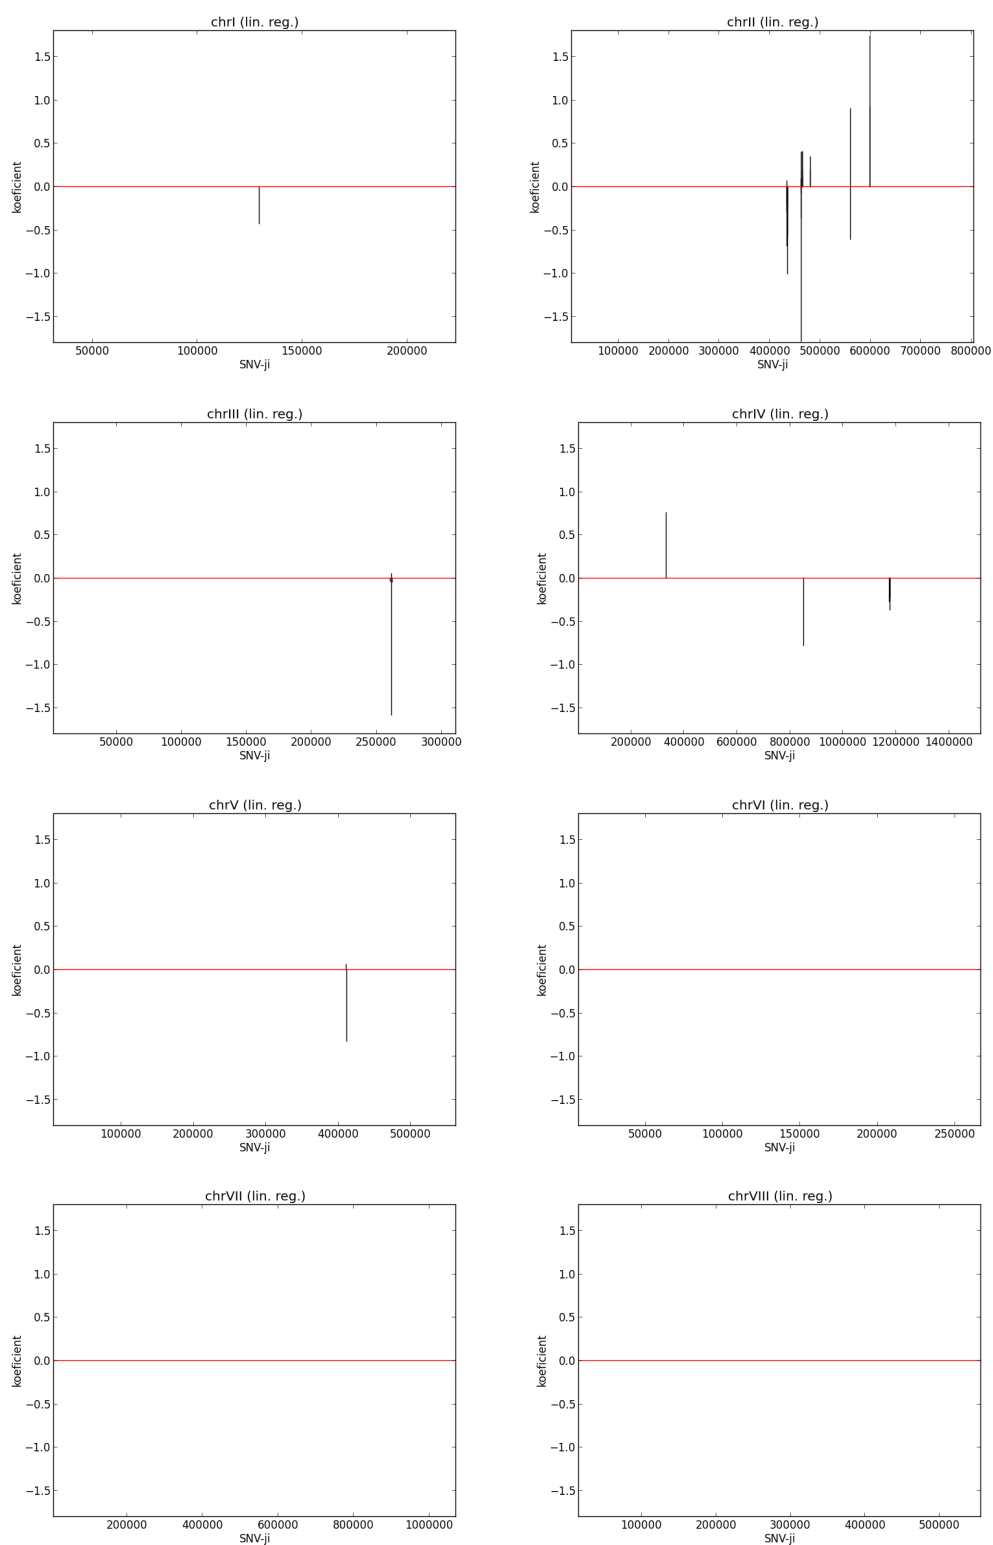 chrI (lin. reg.)
1.5
1.0
0.5
0.0
−0.5
−1.0
−1.5
koeficient
50000 100000 150000 200000
SNV-ji
chrII (lin. reg.)
1.5
1.0
0.5
0.0
−0.5
−1.0
−1.5
koeficient
100000 200000 300000 400000 500000 600000 700000 800000
SNV-ji
chrIII (lin. reg.)
1.5
1.0
0.5
0.0
−0.5
−1.0
−1.5
koeficient
50000 100000 150000 200000 250000 300000
SNV-ji
chrIV (lin. reg.)
1.5
1.0
0.5
0.0
−0.5
−1.0
−1.5
koeficient
200000 400000 600000 800000 1000000 1200000 1400000
SNV-ji
chrV (lin. reg.)
1.5
1.0
0.5
0.0
−0.5
−1.0
−1.5
koeficient
100000 200000 300000 400000 500000
SNV-ji
chrVI (lin. reg.)
1.5
1.0
0.5
0.0
−0.5
−1.0
−1.5
koeficient
50000 100000 150000 200000 250000
SNV-ji
chrVII (lin. reg.)
1.5
1.0
0.5
0.0
−0.5
−1.0
−1.5
koeficient
200000 400000 600000 800000 1000000
SNV-ji
chrVIII (lin. reg.)
1.5
1.0
0.5
0.0
−0.5
−1.0
−1.5
koeficient
100000 200000 300000 400000 500000
SNV-ji